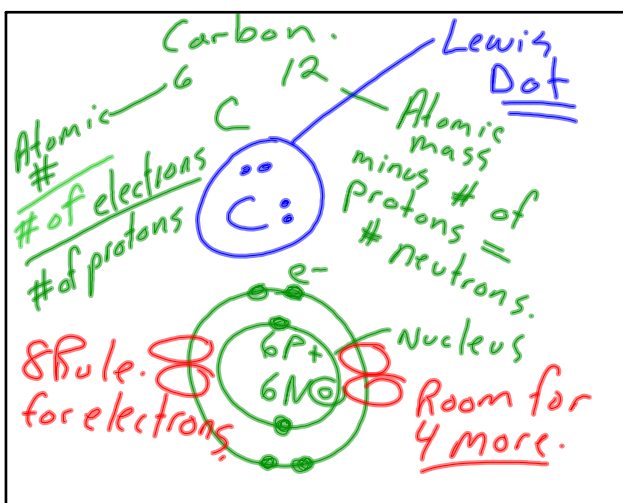 Carbon.
6 12
C
Lewis
Dot
Atomic
#
# of electrons
# of protons
Atomic
mass
minus # of
protons =
# neutrons.
C
e-
6P+
6N0
Nucleus
8 Rule.
for electrons.
Room for
4 more.